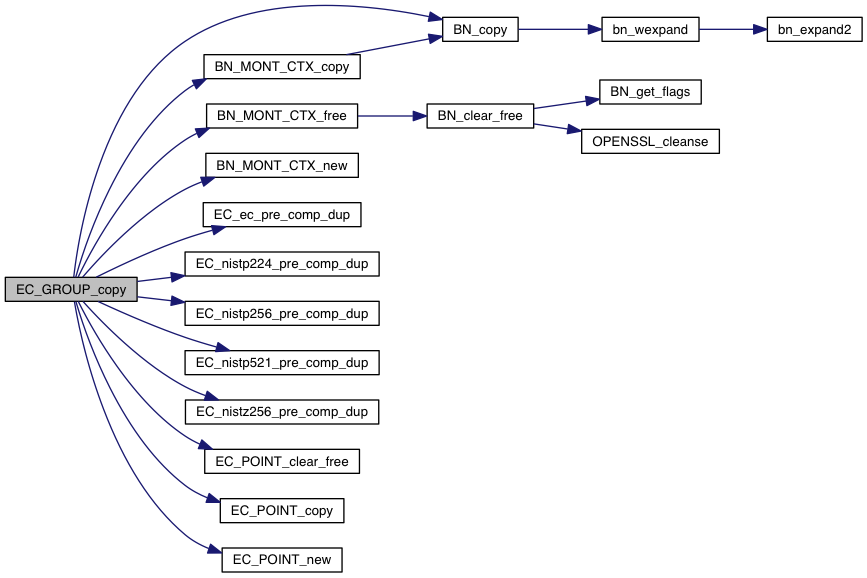 BN_copy
bn_wexpand
bn_expand2
BN_MONT_CTX_copy
BN_get_flags
BN_MONT_CTX_free
BN_clear_free
OPENSSL_cleanse
BN_MONT_CTX_new
EC_ec_pre_comp_dup
EC_nistp224_pre_comp_dup
EC_GROUP_copy
EC_nistp256_pre_comp_dup
EC_nistp521_pre_comp_dup
EC_nistz256_pre_comp_dup
EC_POINT_clear_free
EC_POINT_copy
EC_POINT_new